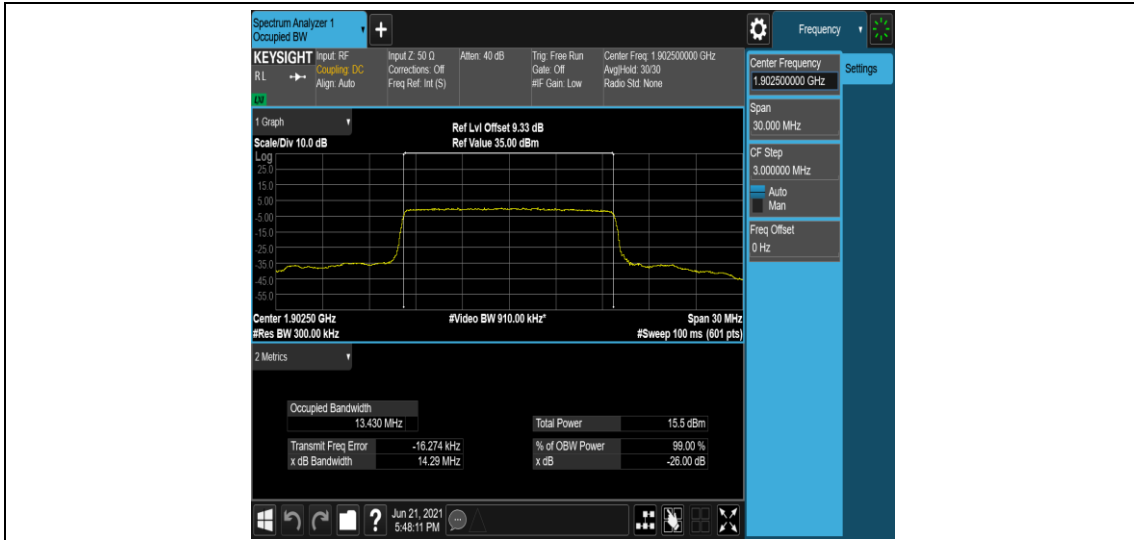 Spectrum Analyzer 1
Occupied BW
+
Frequency
KEYSIGHT
RL
LNI
Input: RF
Coupling: DC
Align: Auto
Input Z: 50 Ω
Corrections: Off
Freq Ref: Int (S)
Atten: 40 dB
Trig: Free Run
Gate: Off
#IF Gain: Low
Center Freq: 1.902500000 GHz
Avg|Hold: 30/30
Radio Std: None
Center Frequency
1.902500000 GHz
Settings
Span
30.000 MHz
CF Step
3.000000 MHz
Auto
Man
Freq Offset
0 Hz
1 Graph
Scale/Div 10.0 dB
Ref Lvl Offset 9.33 dB
Ref Value 35.00 dBm
Log
25.0
15.0
5.00
-5.00
-15.0
-25.0
-35.0
-45.0
-55.0
Center 1.90250 GHz
#Video BW 910.00 kHz*
Span 30 MHz
#Res BW 300.00 kHz
#Sweep 100 ms (601 pts)
2 Metrics
Occupied Bandwidth
13.430 MHz
Total Power 15.5 dBm
Transmit Freq Error -16.274 kHz
% of OBW Power 99.00 %
x dB Bandwidth 14.29 MHz
x dB -26.00 dB
?
Jun 21, 2021
5:48:11 PM